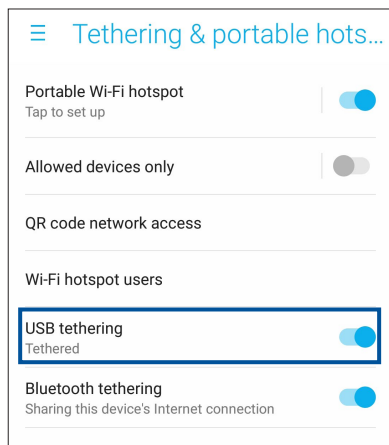 Tethering & portable hots...
Portable Wi-Fi hotspot
Tap to set up
Allowed devices only
QR code network access
Wi-Fi hotspot users
USB tethering
Tethered
Bluetooth tethering
Sharing this device's Internet connection